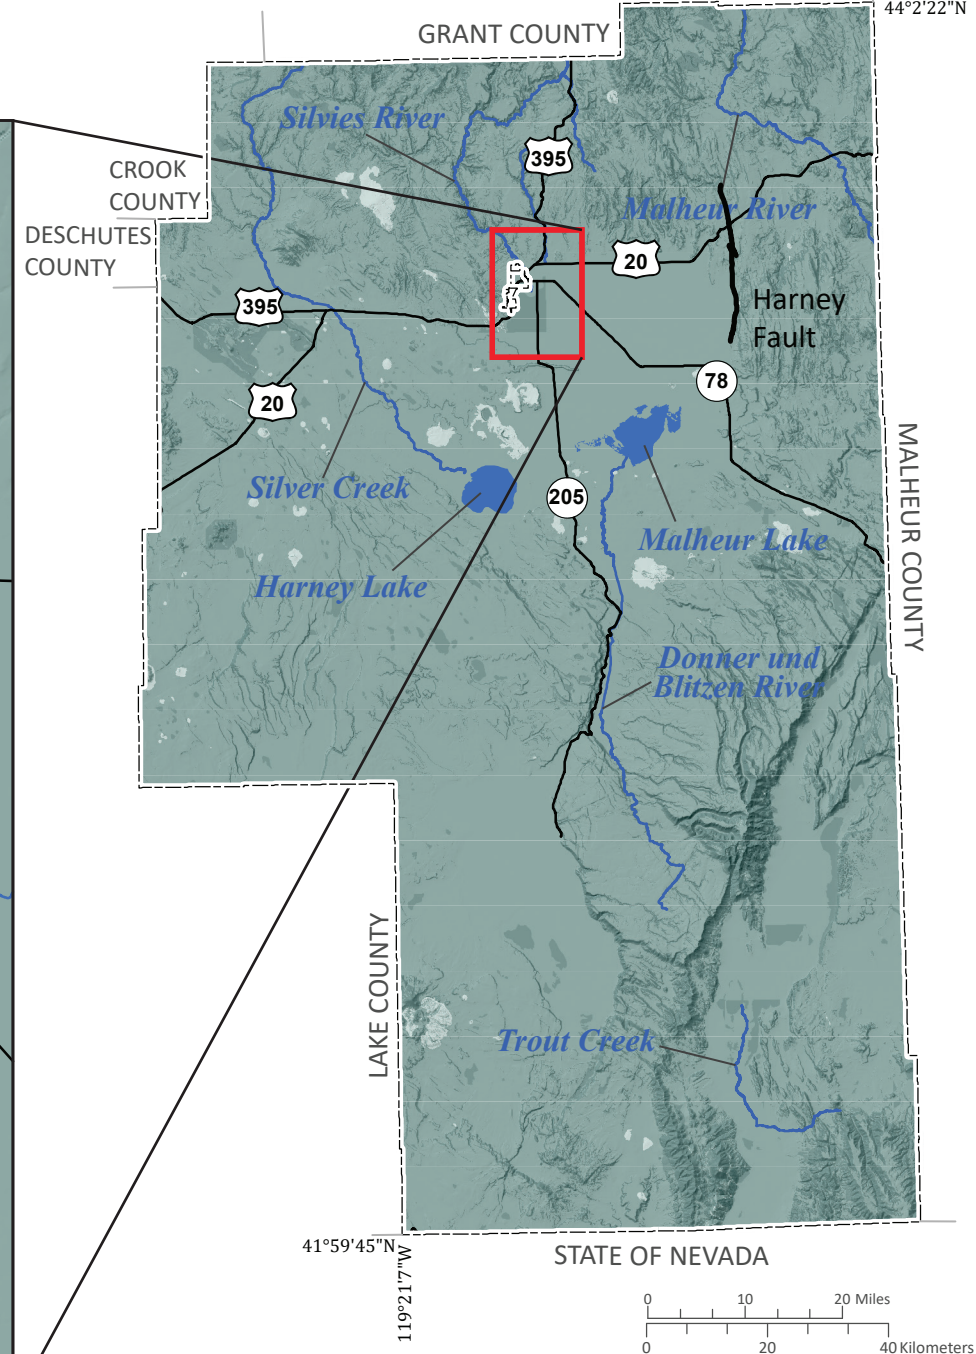 44°2'22"N
GRANT COUNTY
Silvies River
395
CROOK
COUNTY
Malheur River
DESCHUTES
COUNTY
20
395
Harney
Fault
78
20
MALHEUR COUNTY
Silver Creek
205
Malheur Lake
Harney Lake
Donner und
Blitzen River
LAKE COUNTY
Trout Creek
41°59'45"N
119°21'7"W
STATE OF NEVADA
0 10 20 Miles
0 20 40 Kilometers